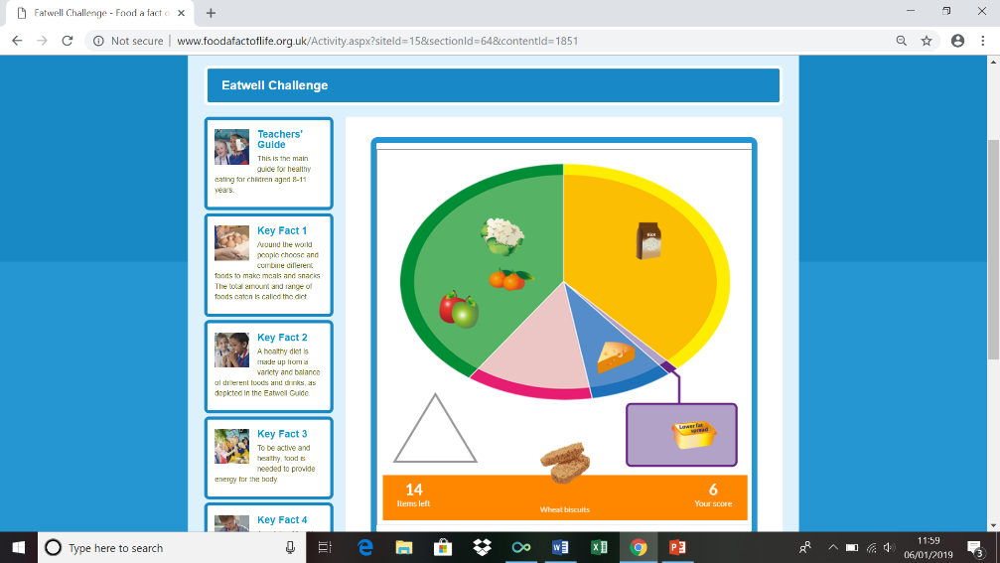 Eatwell Challenge - Food a fact o
Not secure | www.foodafactoflife.org.uk/Activity.aspx?siteId=15&sectionId=64&contentId=1851
Eatwell Challenge
Teachers'
Guide
This is the main
guide for healthy
eating for children aged 8-11
years.
Key Fact 1
Around the world
people choose and
combine different
foods to make meals and snacks.
The total amount and range of
foods eaten is called the diet.
Key Fact 2
A healthy diet is
made up from a
variety and balance
of different foods and drinks, as
depicted in the Eatwell Guide.
Key Fact 3
To be active and
healthy, food is
needed to provide
energy for the body.
Key Fact 4
Rice
Lower fat
spread
14
Items left
Wheat biscuits
6
Your score
Type here to search
11:59
06/01/2019
3